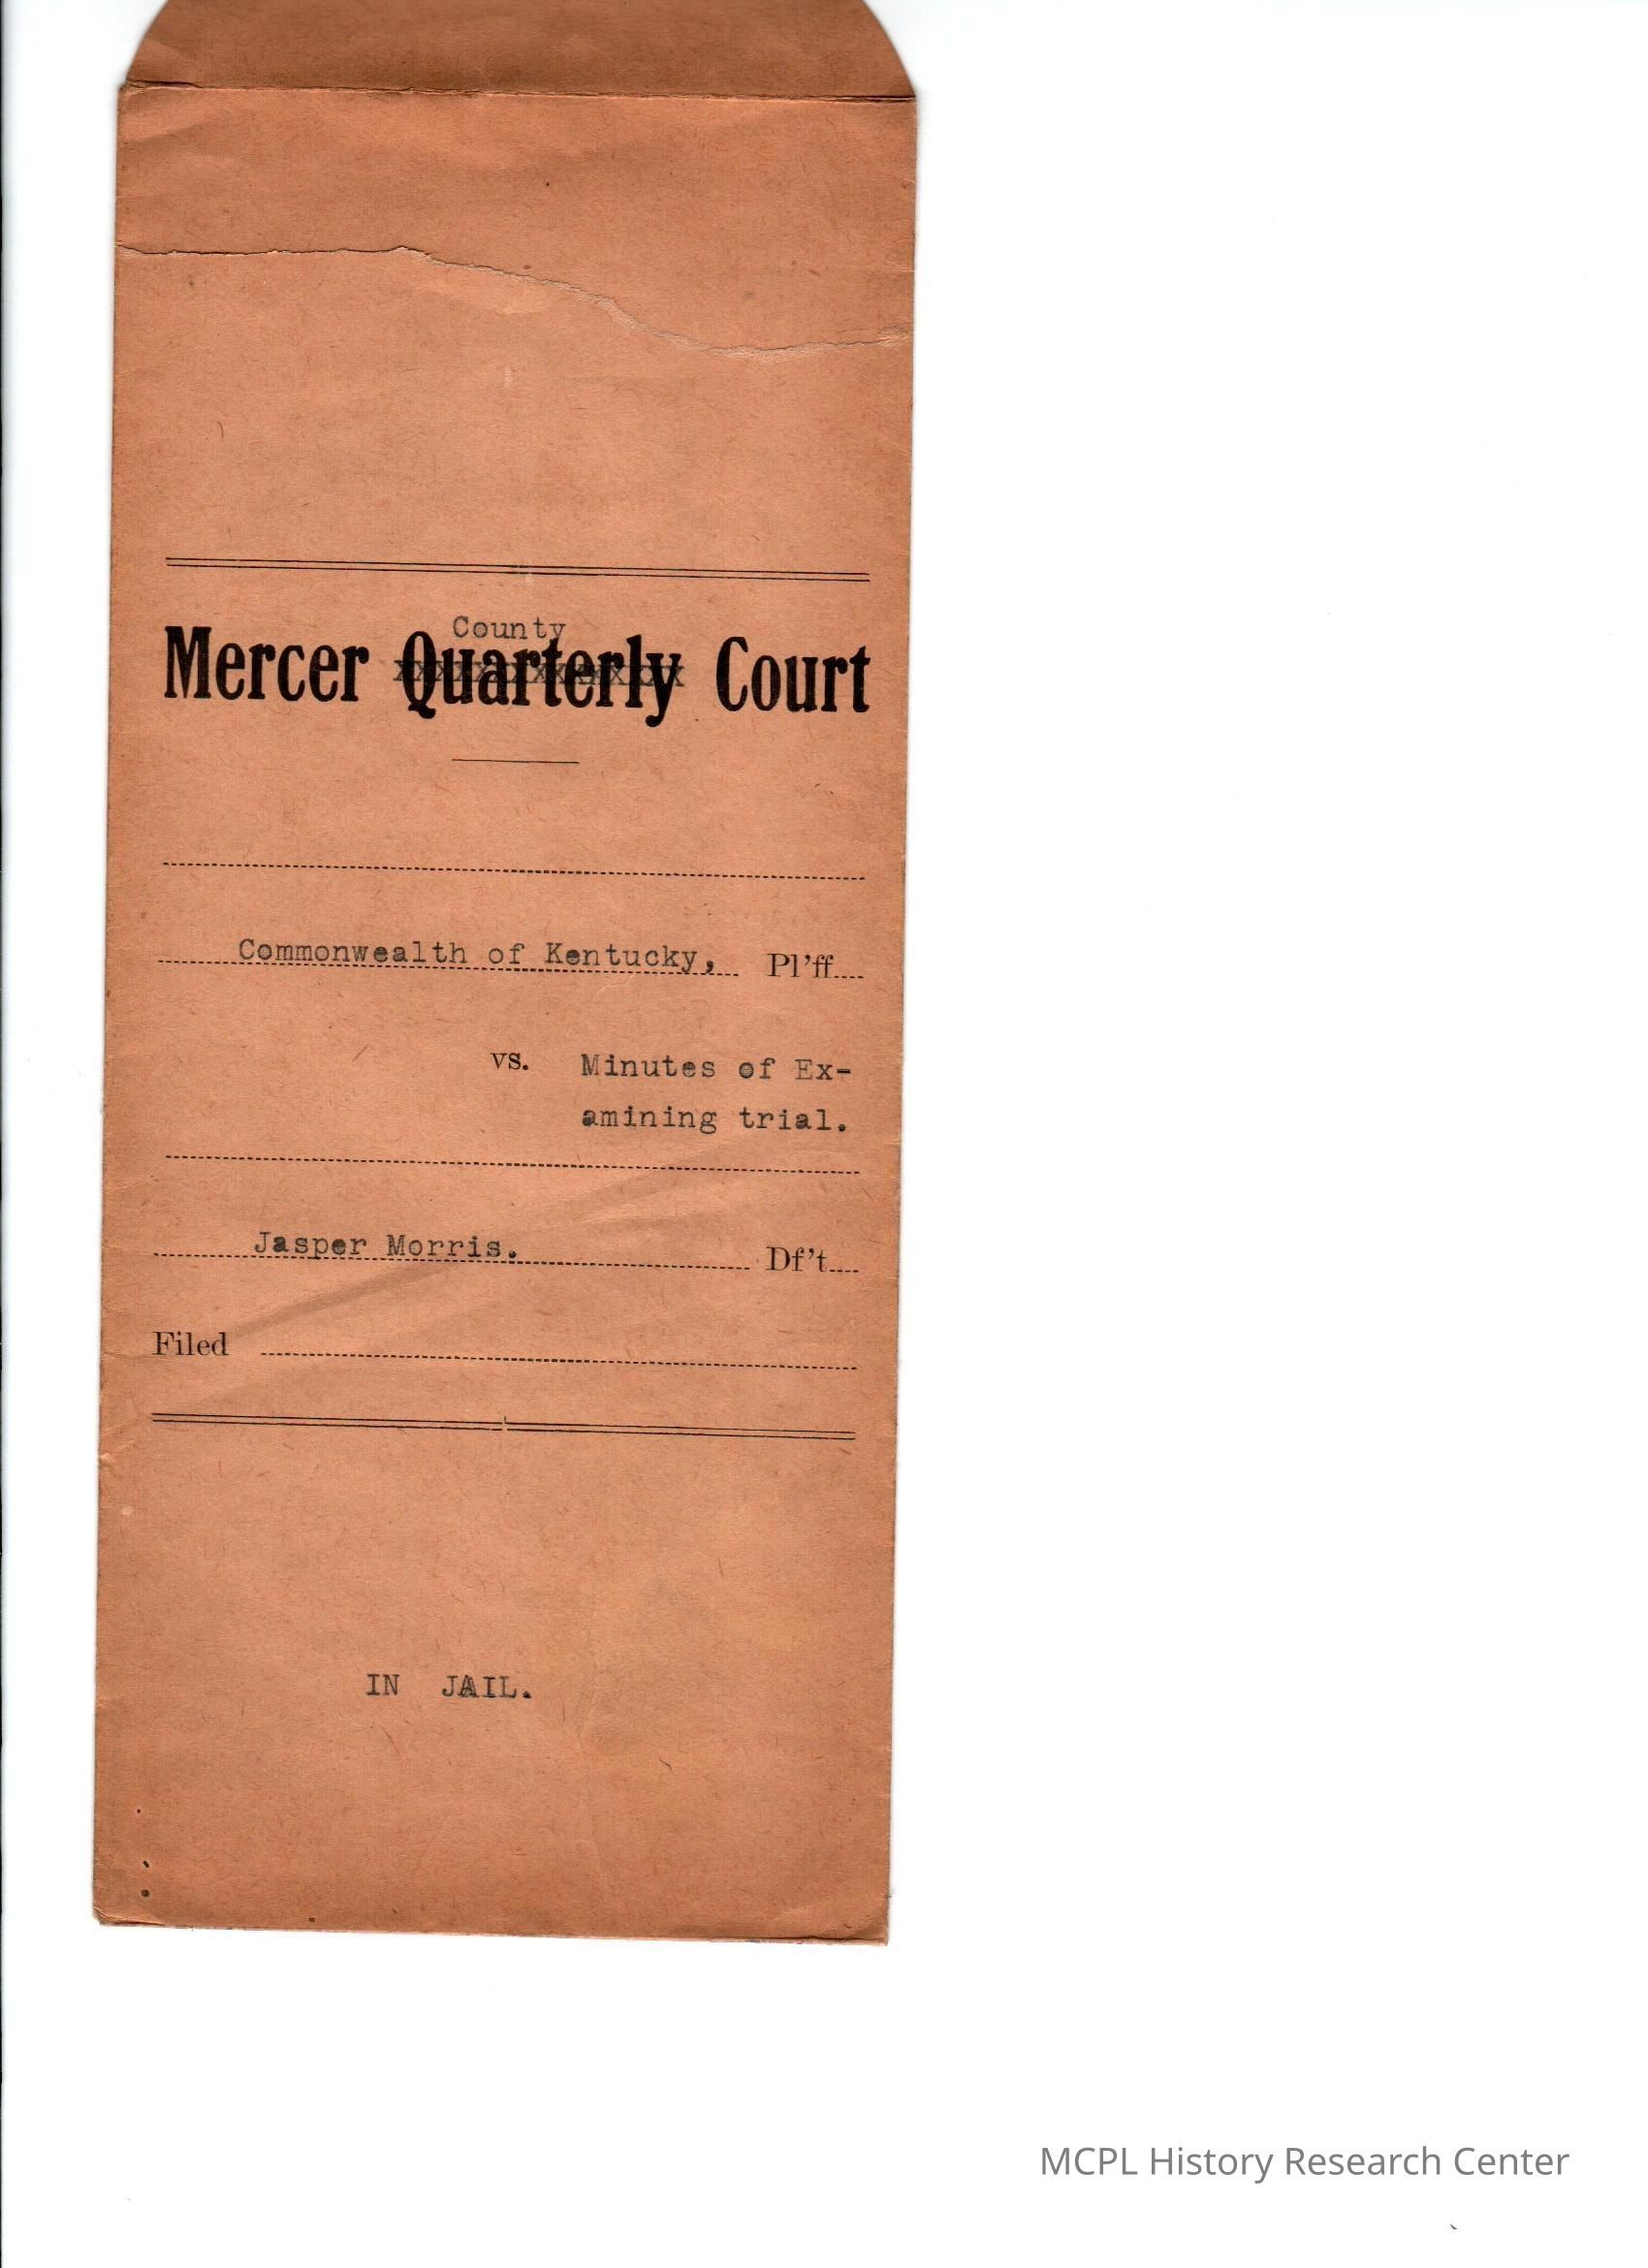 County
Mercer Quarterly Court
Commonwealth of Kentucky, Pl'ff
vs. Minutes of Ex-
amining trial.
Jasper Morris. Df't
Filed
IN JAIL.
MCPL History Research Center